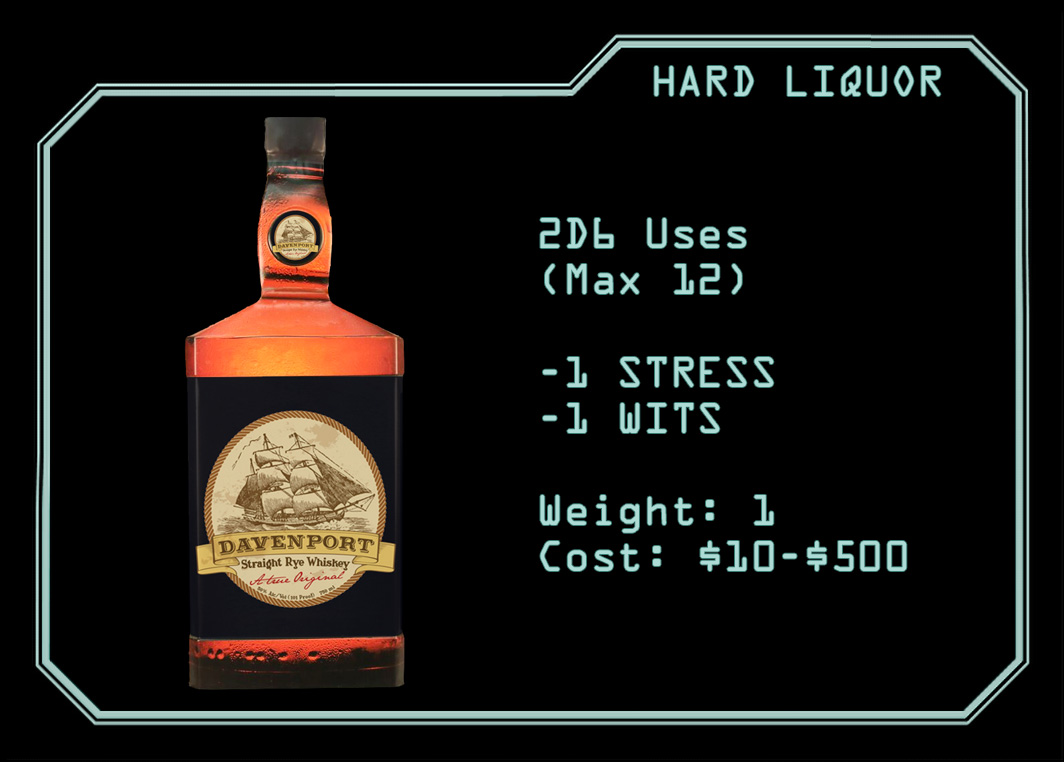 HARD LIQUOR
2D6 Uses
(Max 12)
-1 STRESS
-1 WITS
Weight: 1
Cost: $10-$500
DAVENPORT
DAVENPORT
Straight Rye Whiskey
A true Original